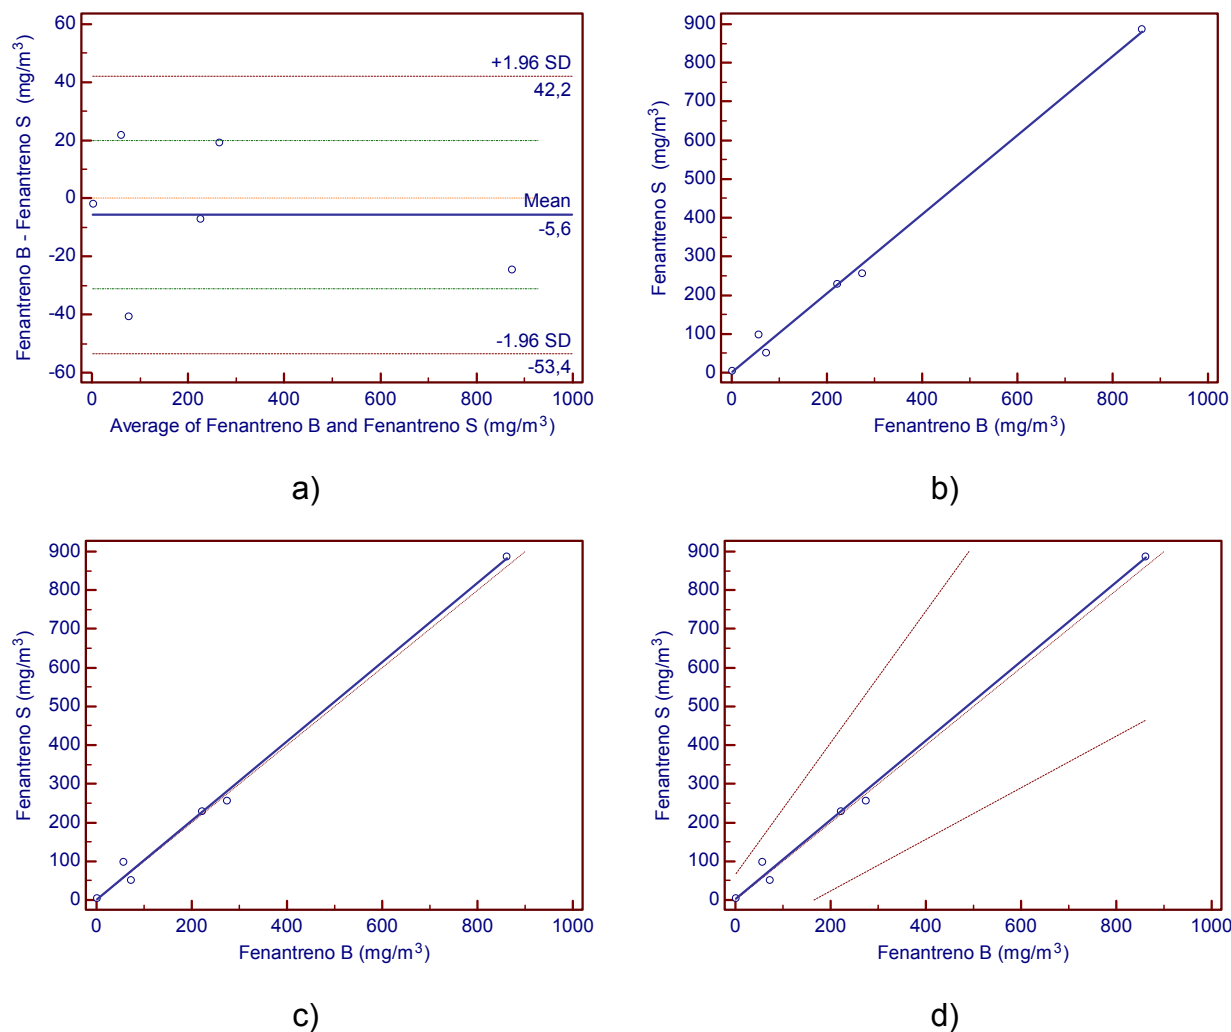 60
40
20
0
-20
-40
-60
Fenantreno B - Fenantreno S (mg/m³)
+1.96 SD
42,2
Mean
-5,6
-1.96 SD
-53,4
0 200 400 600 800 1000
Average of Fenantreno B and Fenantreno S (mg/m³)
a)
900
800
700
600
500
400
300
200
100
0
Fenantreno S (mg/m³)
0 200 400 600 800 1000
Fenantreno B (mg/m³)
b)
900
800
700
600
500
400
300
200
100
0
Fenantreno S (mg/m³)
0 200 400 600 800 1000
Fenantreno B (mg/m³)
c)
900
800
700
600
500
400
300
200
100
0
Fenantreno S (mg/m³)
0 200 400 600 800 1000
Fenantreno B (mg/m³)
d)